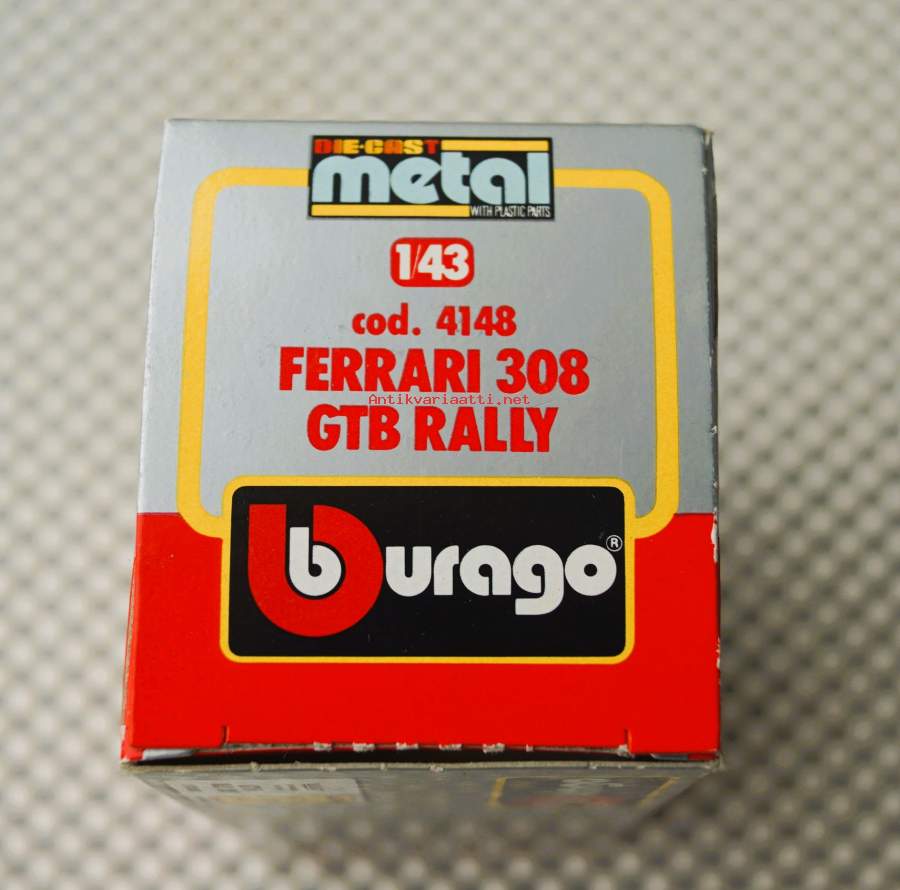 DIE-CAST
metal
WITH PLASTIC PARTS
1/43
cod. 4148
FERRARI 308
Antikvariaatti.net
GTB RALLY
burago®